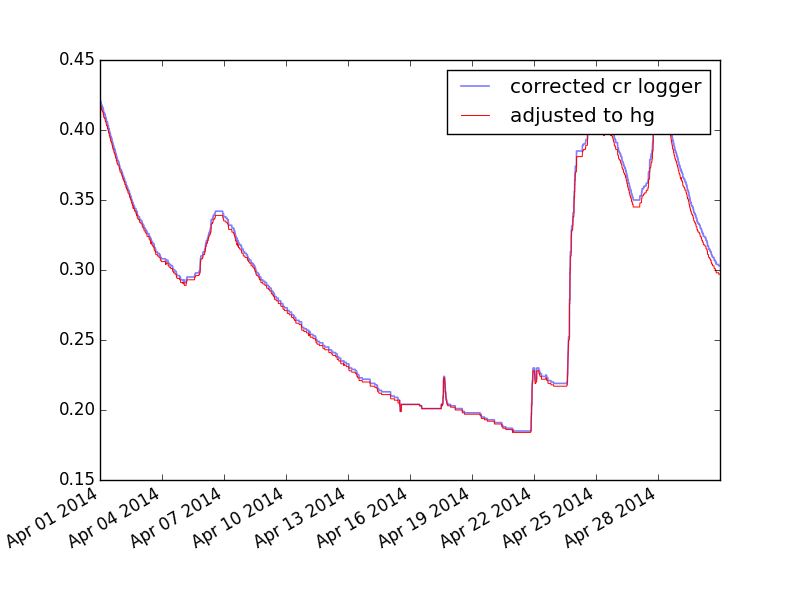 0.45
0.40
0.35
0.30
0.25
0.20
0.15
corrected cr logger
adjusted to hg
Apr 01 2014
Apr 04 2014
Apr 07 2014
Apr 10 2014
Apr 13 2014
Apr 16 2014
Apr 19 2014
Apr 22 2014
Apr 25 2014
Apr 28 2014